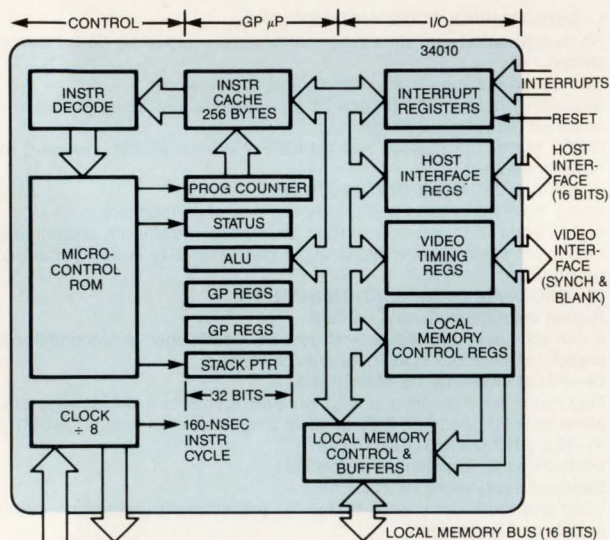 CONTROL
GP μP
I/O
34010
INSTR
DECODE
INSTR
CACHE
256 BYTES
INTERRUPT
REGISTERS
INTERRUPTS
RESET
HOST
INTERFACE
REGS
HOST
INTER-
FACE
(16 BITS)
PROG COUNTER
STATUS
MICRO-
CONTROL
ROM
ALU
VIDEO
TIMING
REGS
VIDEO
INTER-
FACE
(SYNCH &
BLANK)
GP REGS
GP REGS
LOCAL
MEMORY
CONTROL REGS
STACK PTR
32 BITS
CLOCK
÷ 8
160-NSEC
INSTR
CYCLE
LOCAL MEMORY
CONTROL &
BUFFERS
LOCAL MEMORY BUS (16 BITS)